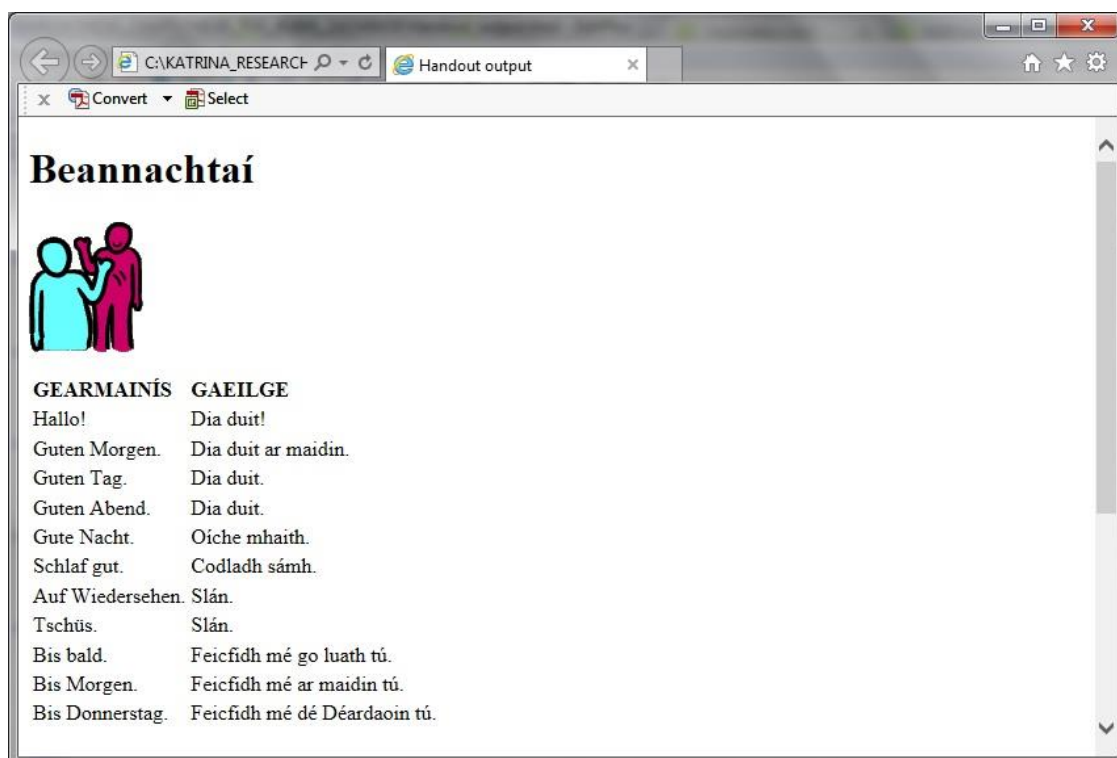 C:\KATRINA_RESEARCH
Handout output
x Convert Select
Beannachtaí
GEARMAINÍS GAEILGE
Hallo! Dia duit!
Guten Morgen. Dia duit ar maidin.
Guten Tag. Dia duit.
Guten Abend. Dia duit.
Gute Nacht. Oíche mhaith.
Schlaf gut. Codladh sámh.
Auf Wiedersehen. Slán.
Tschüs. Slán.
Bis bald. Feicfidh mé go luath tú.
Bis Morgen. Feicfidh mé ar maidin tú.
Bis Donnerstag. Feicfidh mé dé Déardaoin tú.